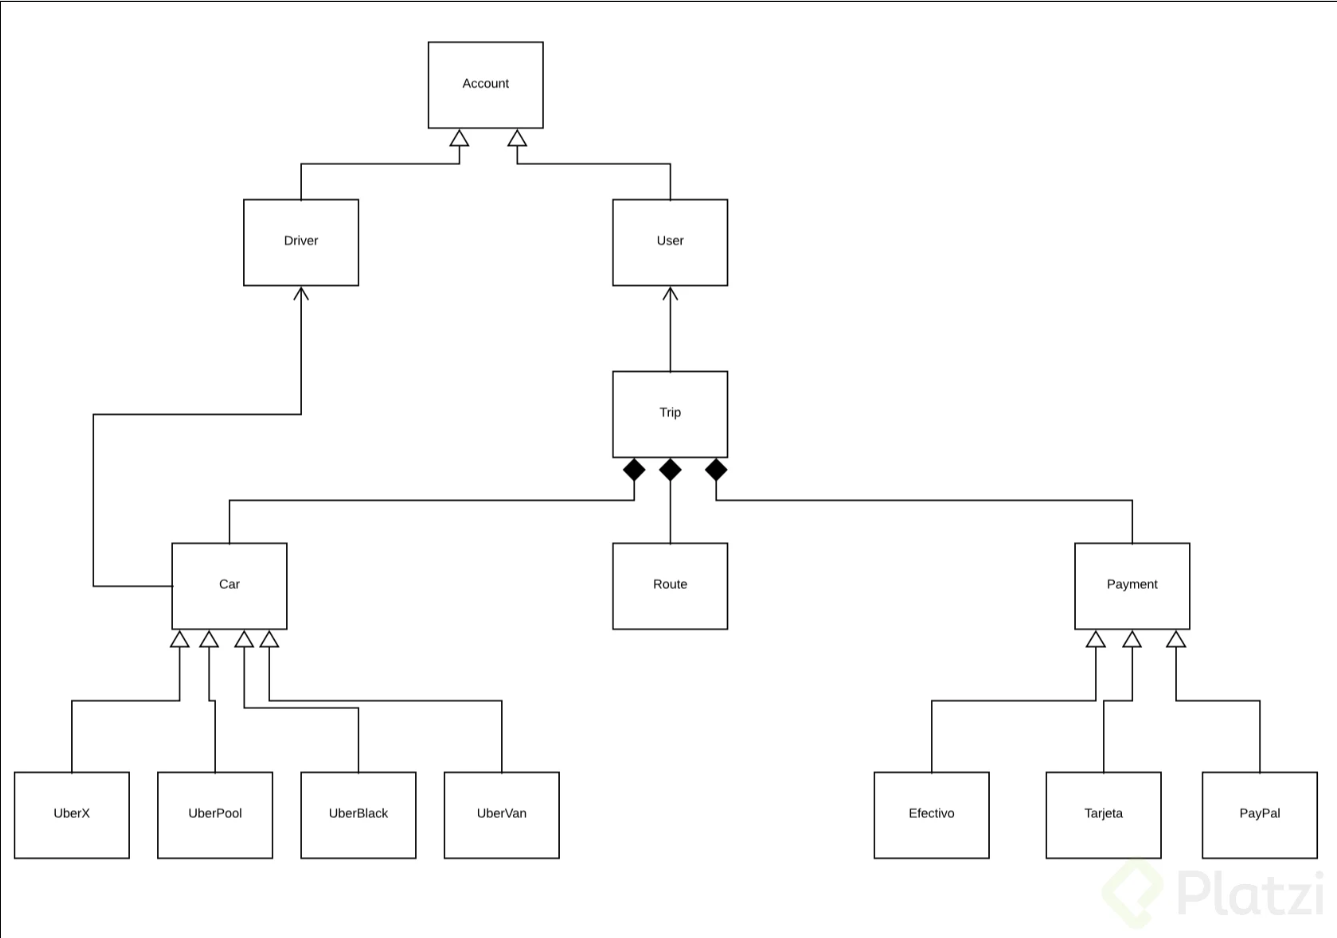 Account
Driver
User
Trip
Car
Route
Payment
UberX
UberPool
UberBlack
UberVan
Efectivo
Tarjeta
PayPal
Platzi